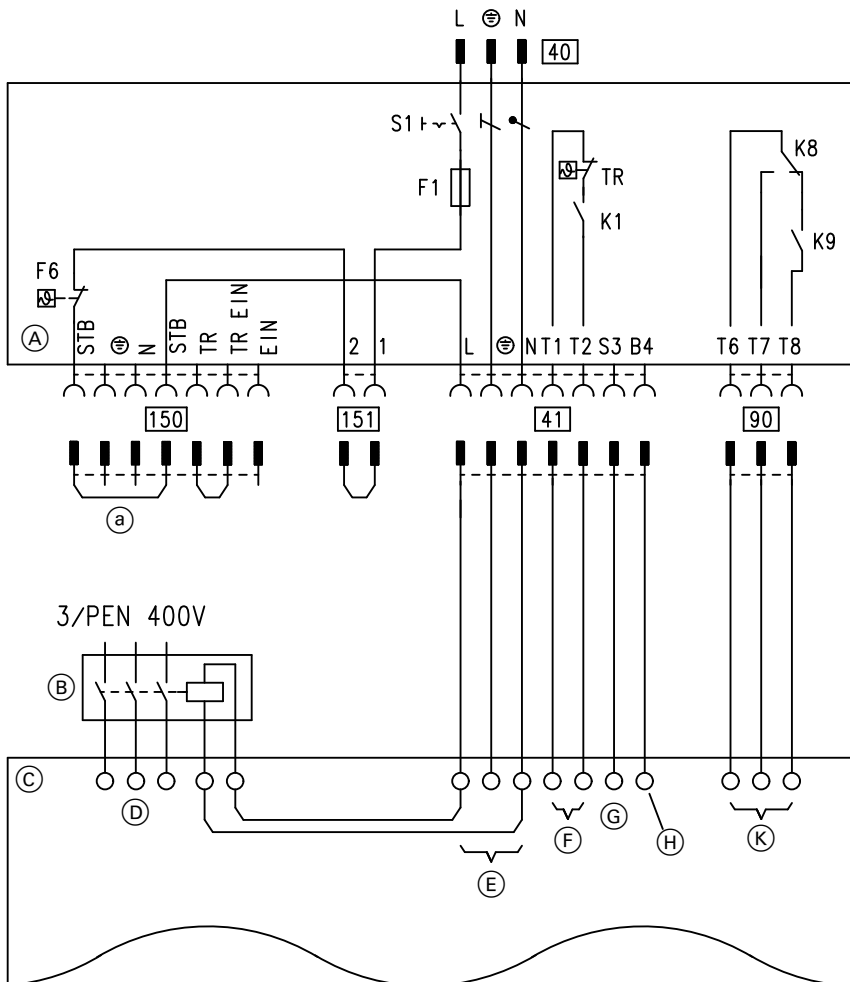 L ⏚ N 40
S1
K8
TR
F1
K1
K9
F6
A STB ⏚ N STB TR TR EIN EIN 2 1 L ⏚ N T1 T2 S3 B4 T6 T7 T8
150 151 41 90
a
3/PEN 400V
B
C
D F G H K
E